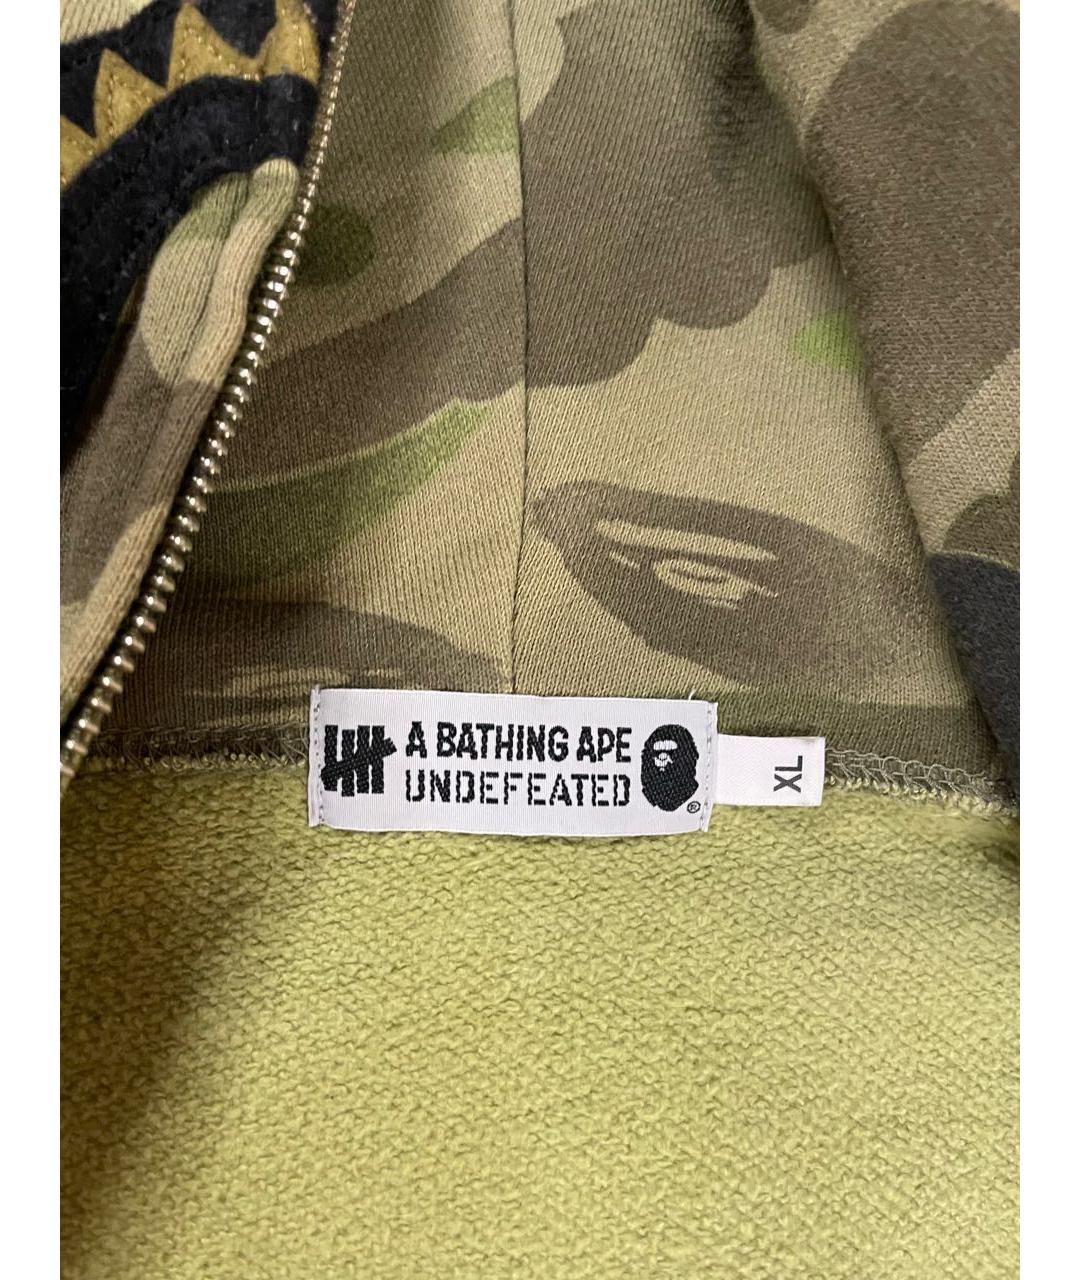 A BATHING APE
UNDEFEATED
®
XL